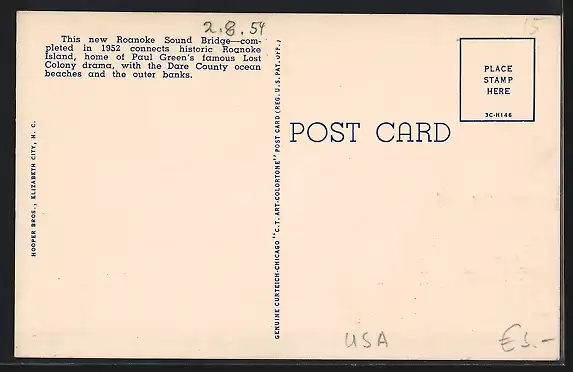 2.8.54
15
This new Roanoke Sound Bridge—com-
pleted in 1952 connects historic Roanoke
Island, home of Paul Green's famous Lost
Colony drama, with the Dare County ocean
beaches and the outer banks.
HOOPER BROS., ELIZABETH CITY, N. C.
GENUINE CURTEICH-CHICAGO "C.T. ART-COLORTONE" POST CARD (REG. U.S. PAT. OFF.)
POST CARD
PLACE
STAMP
HERE
3C-H146
USA
€3.-